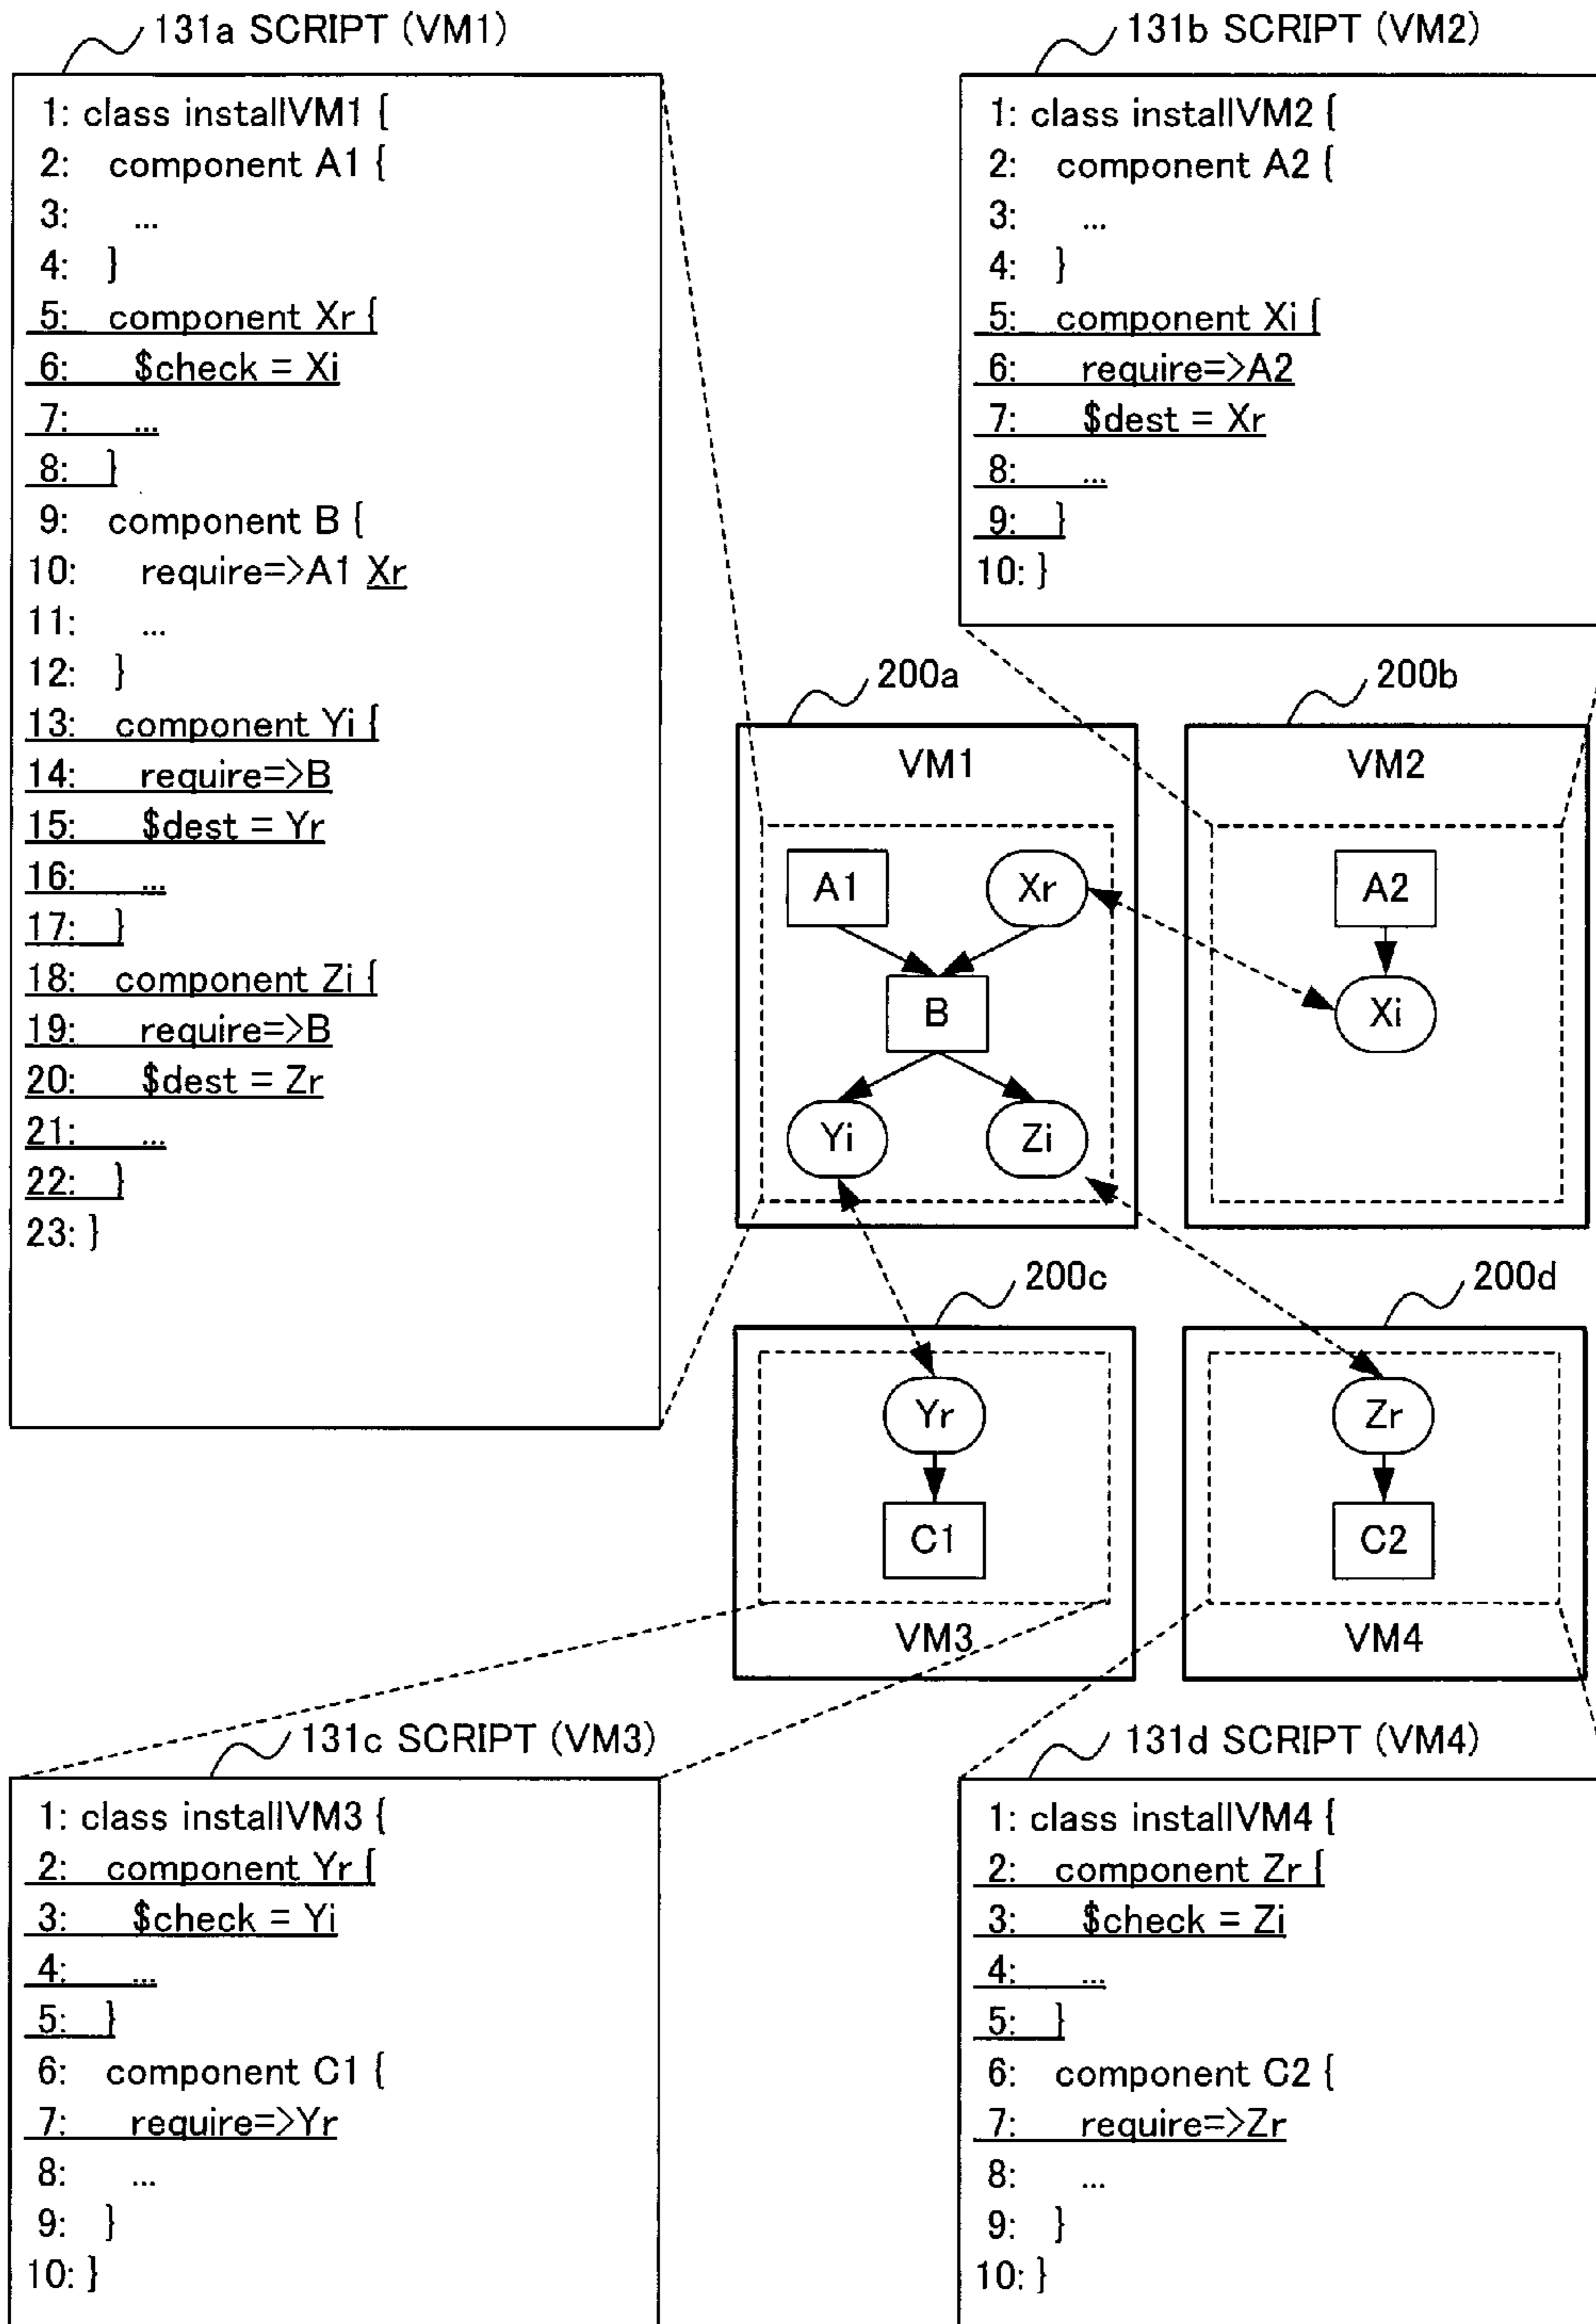 131a SCRIPT (VM1)
1: class installVM1 {
2: component A1 {
3: ...
4: }
5: component Xr {
6: $check = Xi
7: ...
8: }
9: component B {
10: require=>A1 Xr
11: ...
12: }
13: component Yi {
14: require=>B
15: $dest = Yr
16: ...
17: }
18: component Zi {
19: require=>B
20: $dest = Zr
21: ...
22: }
23: }
131b SCRIPT (VM2)
1: class installVM2 {
2: component A2 {
3: ...
4: }
5: component Xi {
6: require=>A2
7: $dest = Xr
8: ...
9: }
10: }
200a
VM1
A1
Xr
B
Yi
Zi
200b
VM2
A2
Xi
200c
Yr
C1
VM3
200d
Zr
C2
VM4
131c SCRIPT (VM3)
1: class installVM3 {
2: component Yr {
3: $check = Yi
4: ...
5: }
6: component C1 {
7: require=>Yr
8: ...
9: }
10: }
131d SCRIPT (VM4)
1: class installVM4 {
2: component Zr {
3: $check = Zi
4: ...
5: }
6: component C2 {
7: require=>Zr
8: ...
9: }
10: }